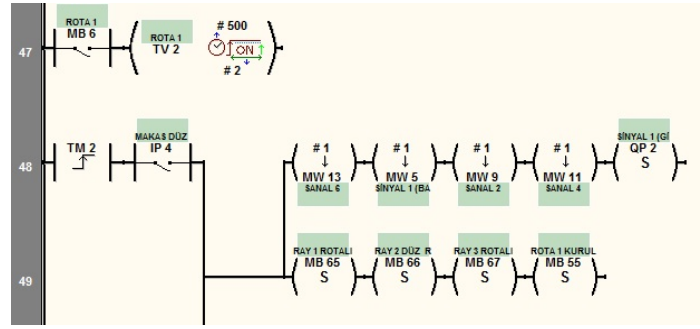 ROTA 1
MB 6
ROTA 1
TV 2
# 500
ON
# 2
47
TM 2
MAKAS DÜZ
IP 4
# 1
MW 13
SANAL 6
# 1
MW 5
SİNYAL 1 (BA
# 1
MW 9
SANAL 2
# 1
MW 11
SANAL 4
SİNYAL 1 (Gİ
QP 2
S
48
RAY 1 ROTALI
MB 65
S
RAY 2 DÜZ R
MB 66
S
RAY 3 ROTALI
MB 67
S
ROTA 1 KURUL
MB 55
S
49